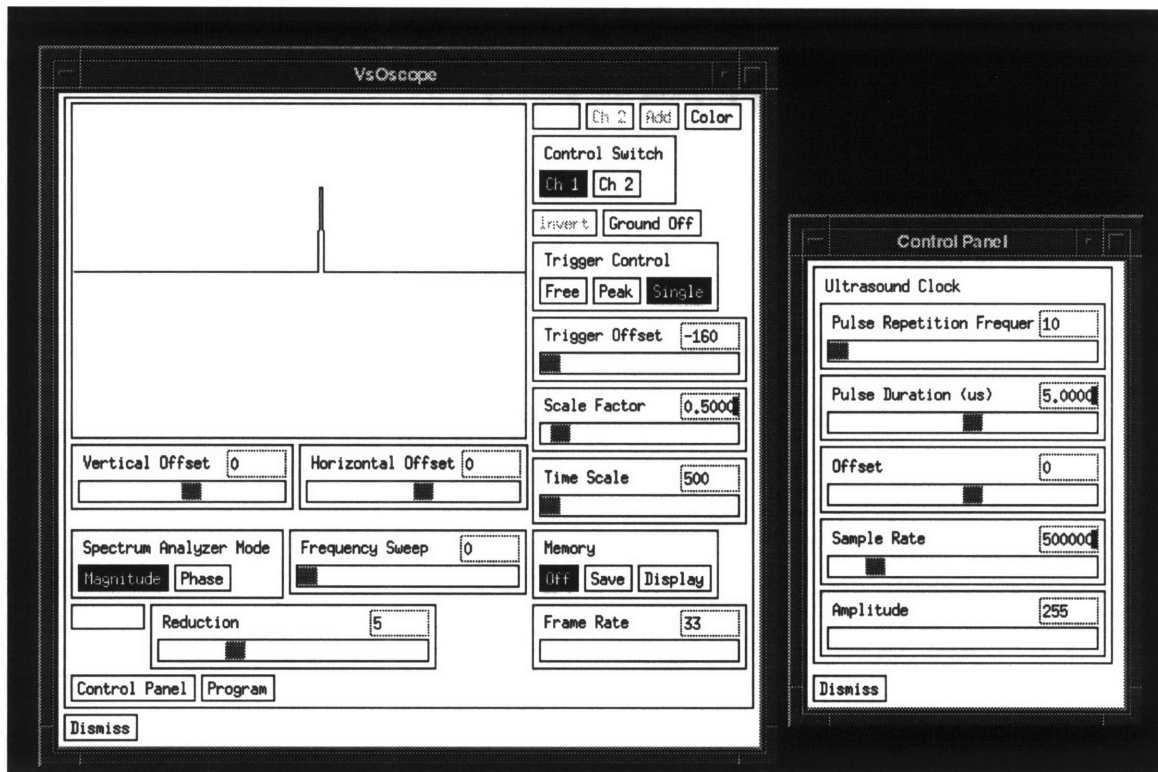 VsOscope
Ch 2 Add Color
Control Switch
Ch 1 Ch 2
Invert Ground Off
Trigger Control
Free Peak Single
Trigger Offset -160
Scale Factor 0.5000
Time Scale 500
Vertical Offset 0
Horizontal Offset 0
Spectrum Analyzer Mode
Magnitude Phase
Frequency Sweep 0
Memory
Off Save Display
Reduction 5
Frame Rate 33
Control Panel Program
Dismiss
Control Panel
Ultrasound Clock
Pulse Repetition Frequer 10
Pulse Duration (us) 5.0000
Offset 0
Sample Rate 500000
Amplitude 255
Dismiss